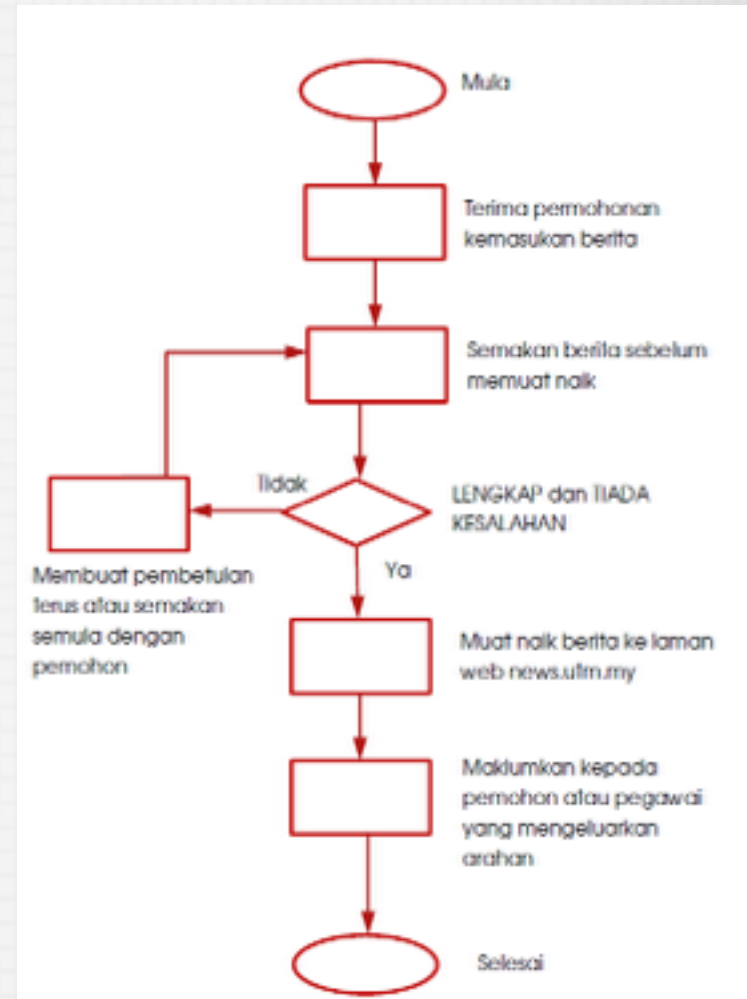 Mula
Terima permohonan
kemasukan berita
Semakan berita sebelum
memuat naik
Tidak
LENGKAP dan TIADA
KESALAHAN
Membuat pembetulan
terus atau semakan
semula dengan
pemohon
Ya
Muat naik berita ke laman
web news.utm.my
Maklumkan kepada
pemohon atau pegawai
yang mengeluarkan
arahan
Selesai